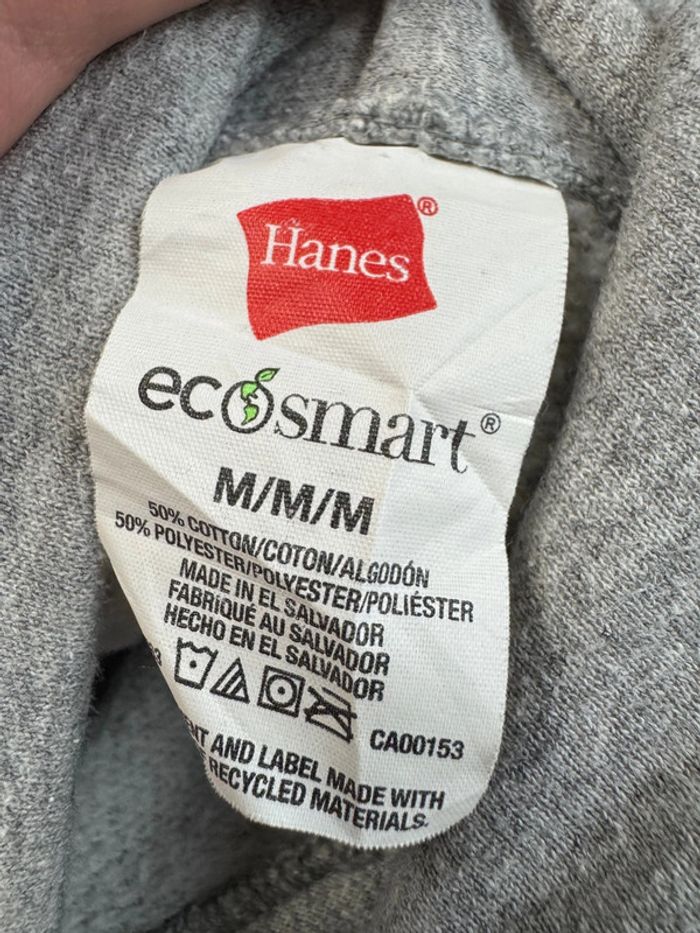 Hanes®
ecosmart®
M/M/M
50% COTTON/COTON/ALGODÓN
50% POLYESTER/POLYESTER/POLIÉSTER
MADE IN EL SALVADOR
FABRIQUÉ AU SALVADOR
HECHO EN EL SALVADOR
CA00153
AND LABEL MADE WITH
RECYCLED MATERIALS.